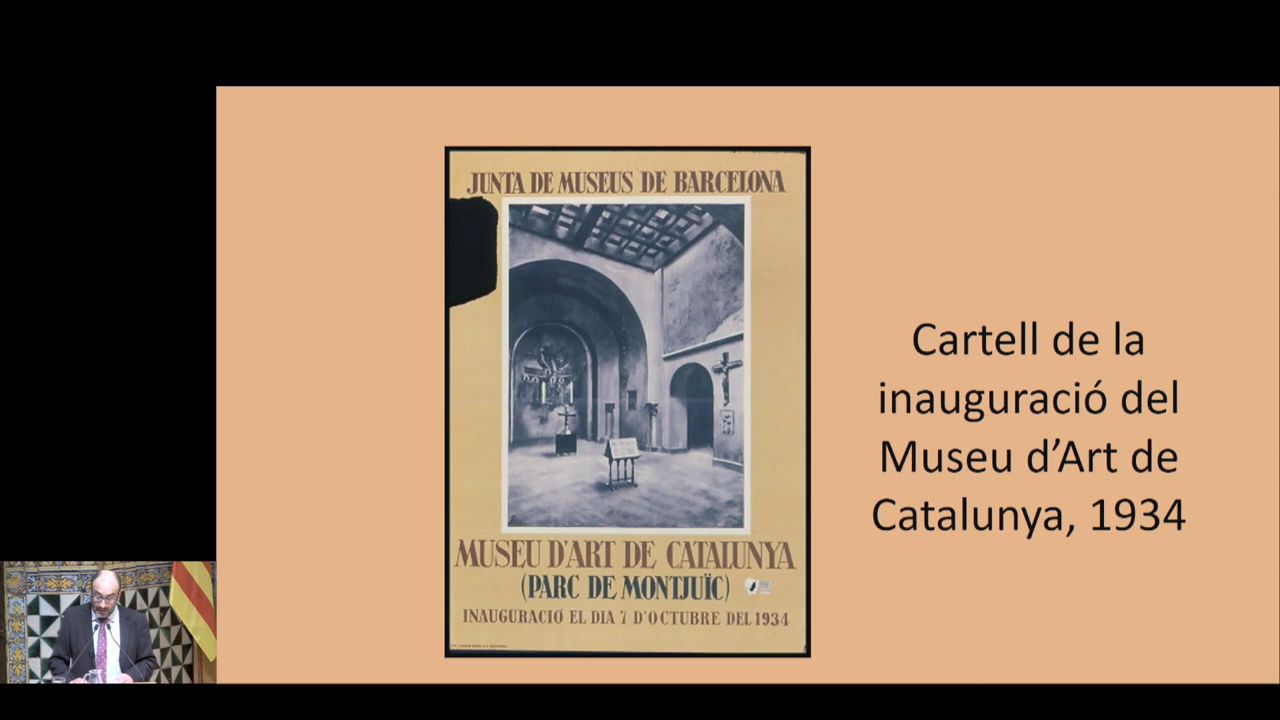 JUNTA DE MUSEUS DE BARCELONA
MUSEU D'ART DE CATALUNYA
(PARC DE MONTJUÏC)
INAUGURACIÓ EL DIA 7 D'OCTUBRE DEL 1934
Cartell de la
inauguració del
Museu d’Art de
Catalunya, 1934